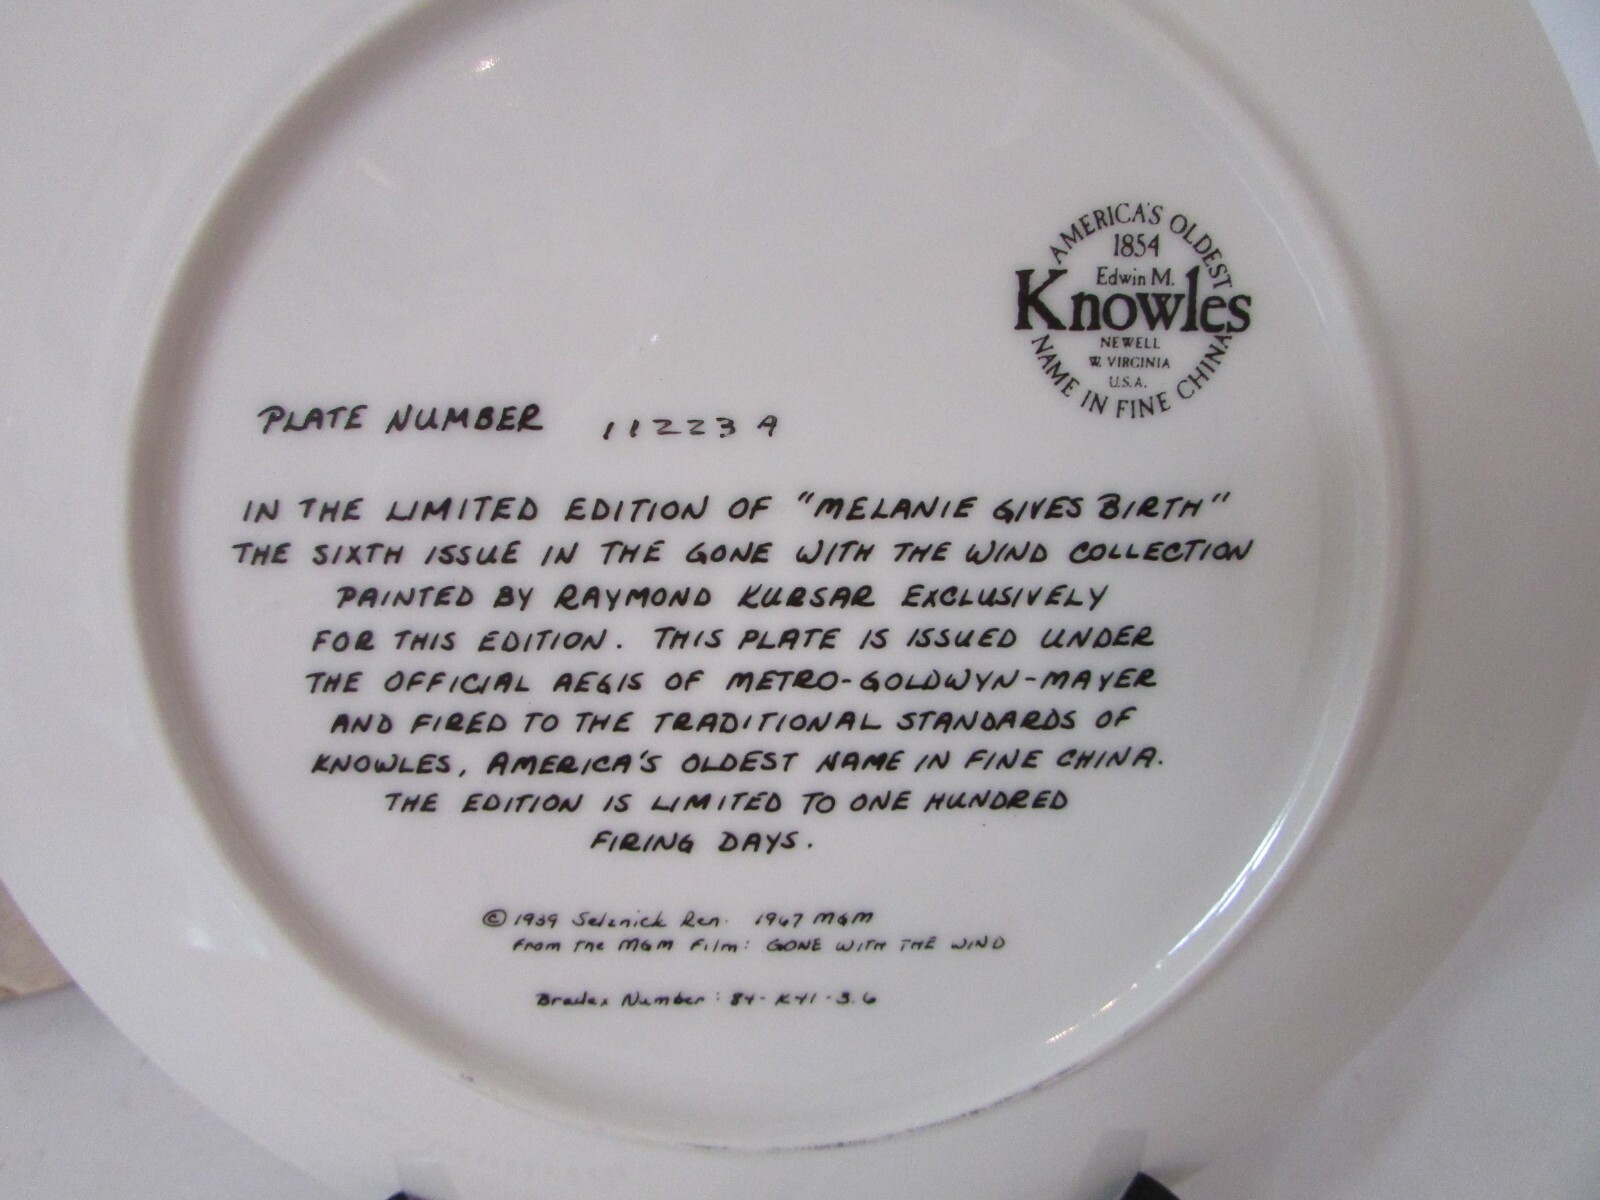 AMERICA'S OLDEST
1854
Edwin M.
Knowles
NEWELL
W. VIRGINIA
U.S.A.
NAME IN FINE CHINA
PLATE NUMBER 11223A
IN THE LIMITED EDITION OF "MELANIE GIVES BIRTH"
THE SIXTH ISSUE IN THE GONE WITH THE WIND COLLECTION
PAINTED BY RAYMOND KURSAR EXCLUSIVELY
FOR THIS EDITION. THIS PLATE IS ISSUED UNDER
THE OFFICIAL AEGIS OF METRO-GOLDWYN-MAYER
AND FIRED TO THE TRADITIONAL STANDARDS OF
KNOWLES, AMERICA'S OLDEST NAME IN FINE CHINA.
THE EDITION IS LIMITED TO ONE HUNDRED
FIRING DAYS.
© 1939 Selznick Ren. 1967 MGM
From the MGM Film: GONE WITH THE WIND
Bradex Number: 84-K41-3.6